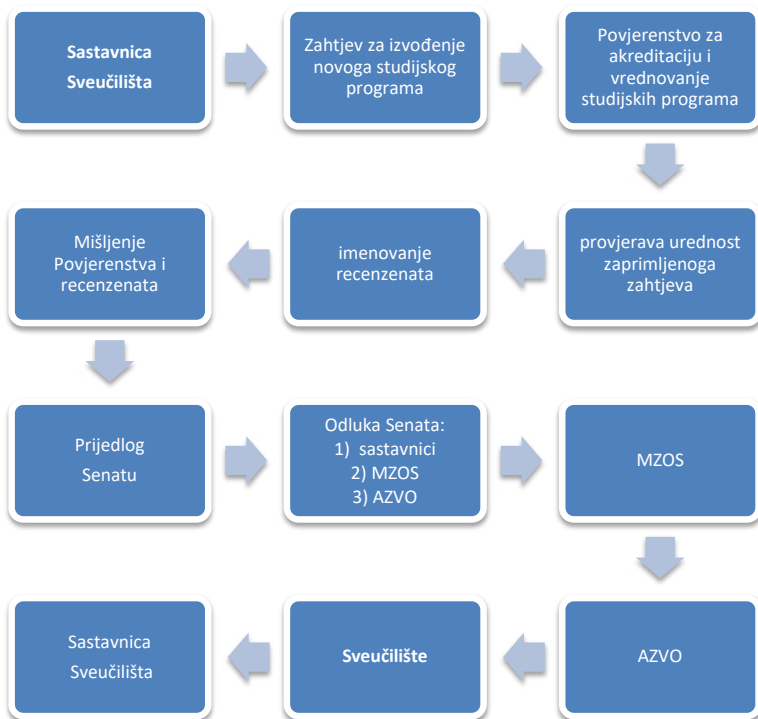 Sastavnica
Sveučilišta
Zahtjev za izvođenje
novoga studijskog
programa
Povjerenstvo za
akreditaciju i
vrednovanje
studijskih programa
provjerava urednost
zaprimljenoga
zahtjeva
imenovanje
recenzenata
Mišljenje
Povjerenstva i
recenzenata
Prijedlog
Senatu
Odluka Senata:
1) sastavnici
2) MZOS
3) AZVO
MZOS
AZVO
Sveučilište
Sastavnica
Sveučilišta